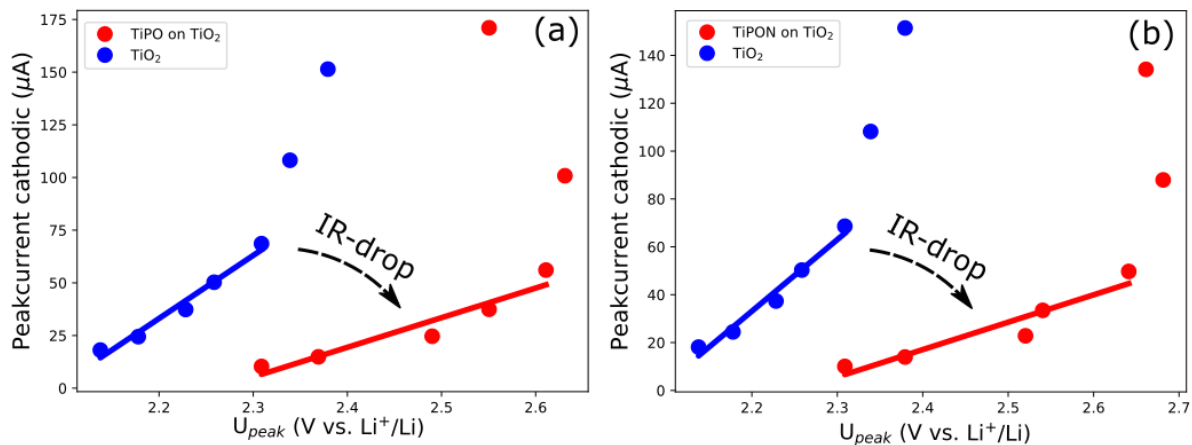 (a)
TiPO on TiO₂
TiO₂
IR-drop
Peakcurrent cathodic (μA)
175
150
125
100
75
50
25
0
2.2 2.3 2.4 2.5 2.6
U_peak (V vs. Li⁺/Li)
(b)
TiPON on TiO₂
TiO₂
IR-drop
Peakcurrent cathodic (μA)
140
120
100
80
60
40
20
0
2.2 2.3 2.4 2.5 2.6 2.7
U_peak (V vs. Li⁺/Li)